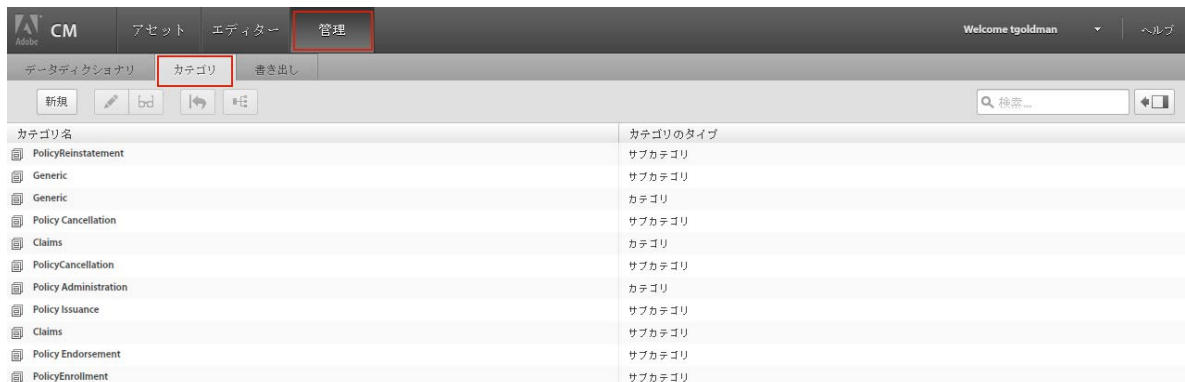 Adobe CM アセット エディター 管理 Welcome tgoldman ヘルプ
データディクショナリ カテゴリ 書き出し
新規 検索...
カテゴリ名 カテゴリのタイプ
PolicyReinstatement サブカテゴリ
Generic サブカテゴリ
Generic カテゴリ
Policy Cancellation サブカテゴリ
Claims カテゴリ
PolicyCancellation サブカテゴリ
Policy Administration カテゴリ
Policy Issuance サブカテゴリ
Claims サブカテゴリ
Policy Endorsement サブカテゴリ
PolicyEnrollment サブカテゴリ